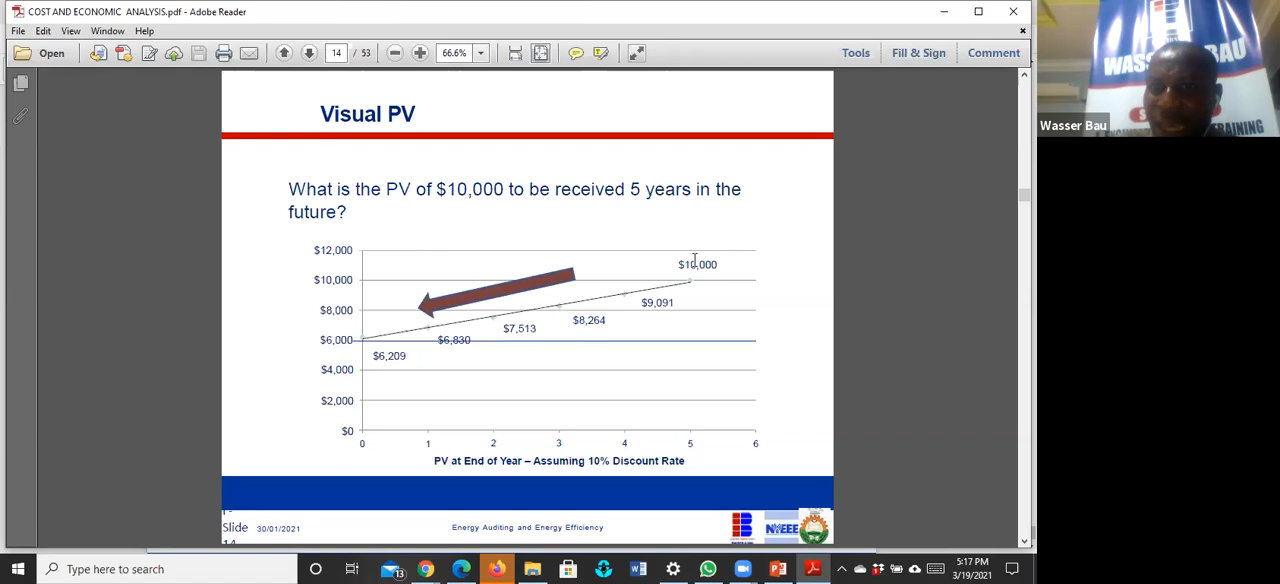 COST AND ECONOMIC ANALYSIS.pdf - Adobe Reader
File Edit View Window Help
Open 14 / 53 66.6% Tools Fill & Sign Comment
Visual PV
What is the PV of $10,000 to be received 5 years in the
future?
$12,000
$10,000
$8,000
$6,000
$4,000
$2,000
$0
$10,000
$9,091
$8,264
$7,513
$6,830
$6,209
0 1 2 3 4 5 6
PV at End of Year – Assuming 10% Discount Rate
Slide 30/01/2021 Energy Auditing and Energy Efficiency
14
WASSER BAU
TRAINING
Wasser Bau
Type here to search
13
5:17 PM
3/19/2021